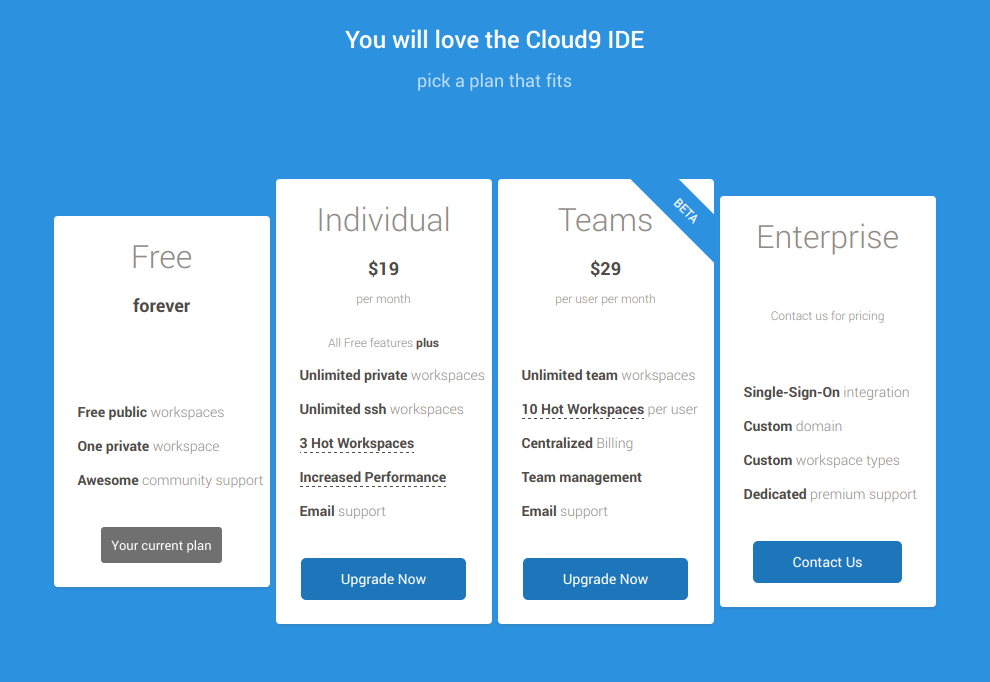 You will love the Cloud9 IDE
pick a plan that fits
Free
forever
Free public workspaces
One private workspace
Awesome community support
Your current plan
Individual
$19
per month
All Free features plus
Unlimited private workspaces
Unlimited ssh workspaces
3 Hot Workspaces
Increased Performance
Email support
Upgrade Now
BETA
Teams
$29
per user per month
Unlimited team workspaces
10 Hot Workspaces per user
Centralized Billing
Team management
Email support
Upgrade Now
Enterprise
Contact us for pricing
Single-Sign-On integration
Custom domain
Custom workspace types
Dedicated premium support
Contact Us